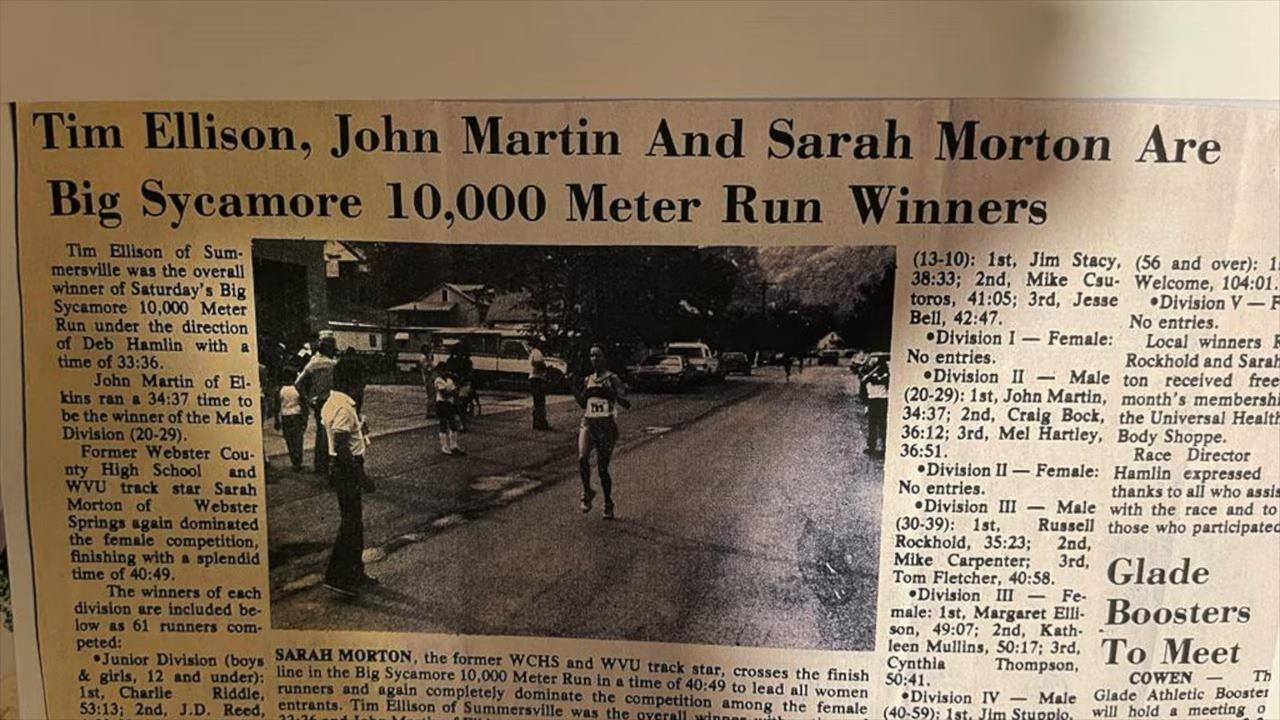 Tim Ellison, John Martin And Sarah Morton Are
Big Sycamore 10,000 Meter Run Winners
Tim Ellison of Sum-
mersville was the overall
winner of Saturday's Big
Sycamore 10,000 Meter
Run under the direction
of Deb Hamlin with a
time of 33:36.
John Martin of El-
kins ran a 34:37 time to
be the winner of the Male
Division (20-29).
Former Webster Coun-
ty High School and
WVU track star Sarah
Morton of Webster
Springs again dominated
the female competition,
finishing with a splendid
time of 40:49.
The winners of each
division are included be-
low as 61 runners com-
peted:
•Junior Division (boys
& girls, 12 and under):
1st, Charlie Riddle,
53:13; 2nd, J.D. Reed,
SARAH MORTON, the former WCHS and WVU track star, crosses the finish
line in the Big Sycamore 10,000 Meter Run in a time of 40:49 to lead all women
runners and again completely dominate the competition among the female
entrants. Tim Ellison of Summersville was the overall winner
(13-10): 1st, Jim Stacy,
38:33; 2nd, Mike Csu-
toros, 41:05; 3rd, Jesse
Bell, 42:47.
•Division I — Female:
No entries.
•Division II — Male
(20-29): 1st, John Martin,
34:37; 2nd, Craig Bock,
36:12; 3rd, Mel Hartley,
36:51.
•Division II — Female:
No entries.
•Division III — Male
(30-39): 1st, Russell
Rockhold, 35:23; 2nd,
Mike Carpenter; 3rd,
Tom Fletcher, 40:58.
•Division III — Fe-
male: 1st, Margaret Elli-
son, 49:07; 2nd, Kath-
leen Mullins, 50:17; 3rd,
Cynthia Thompson,
50:41.
•Division IV — Male
(40-59): 1st, Jim Stupplo,
(56 and over): 1
Welcome, 104:01.
•Division V — F
No entries.
Local winners R
Rockhold and Sarah
ton received free
month's membershi
the Universal Health
Body Shoppe.
Race Director
Hamlin expressed
thanks to all who assis
with the race and to
those who participated
Glade
Boosters
To Meet
COWEN — Th
Glade Athletic Booster
will hold a meeting o